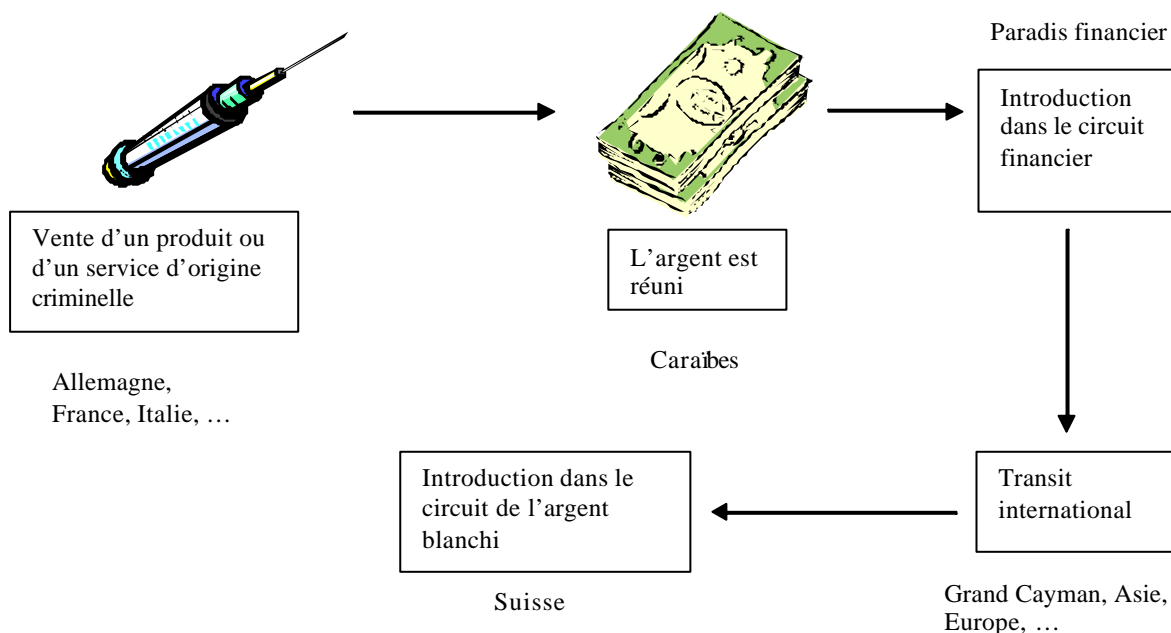 Vente d’un produit ou
d’un service d’origine
criminelle
Allemagne,
France, Italie, …
L’argent est
réuni
Caraïbes
Paradis financier
Introduction
dans le circuit
financier
Transit
international
Grand Cayman, Asie,
Europe, …
Introduction dans le
circuit de l’argent
blanchi
Suisse